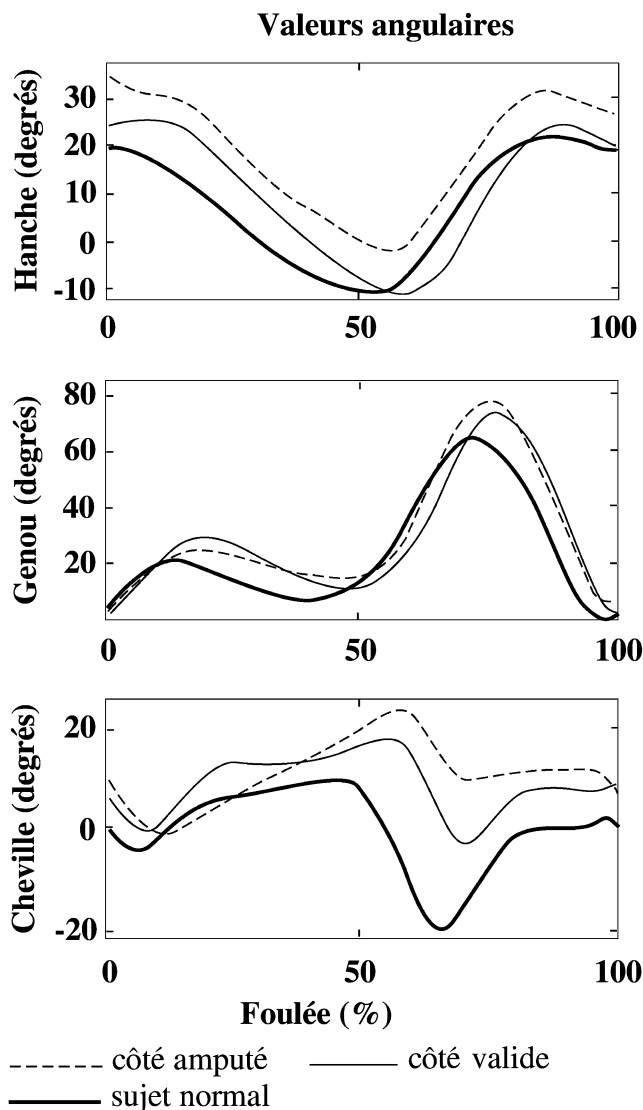 Valeurs angulaires
Hanche (degrés)
30
20
10
0
-10
0 50 100
Genou (degrés)
80
60
40
20
0 50 100
Cheville (degrés)
20
0
-20
0 50 100
Foulée (%)
côté amputé côté valide
sujet normal